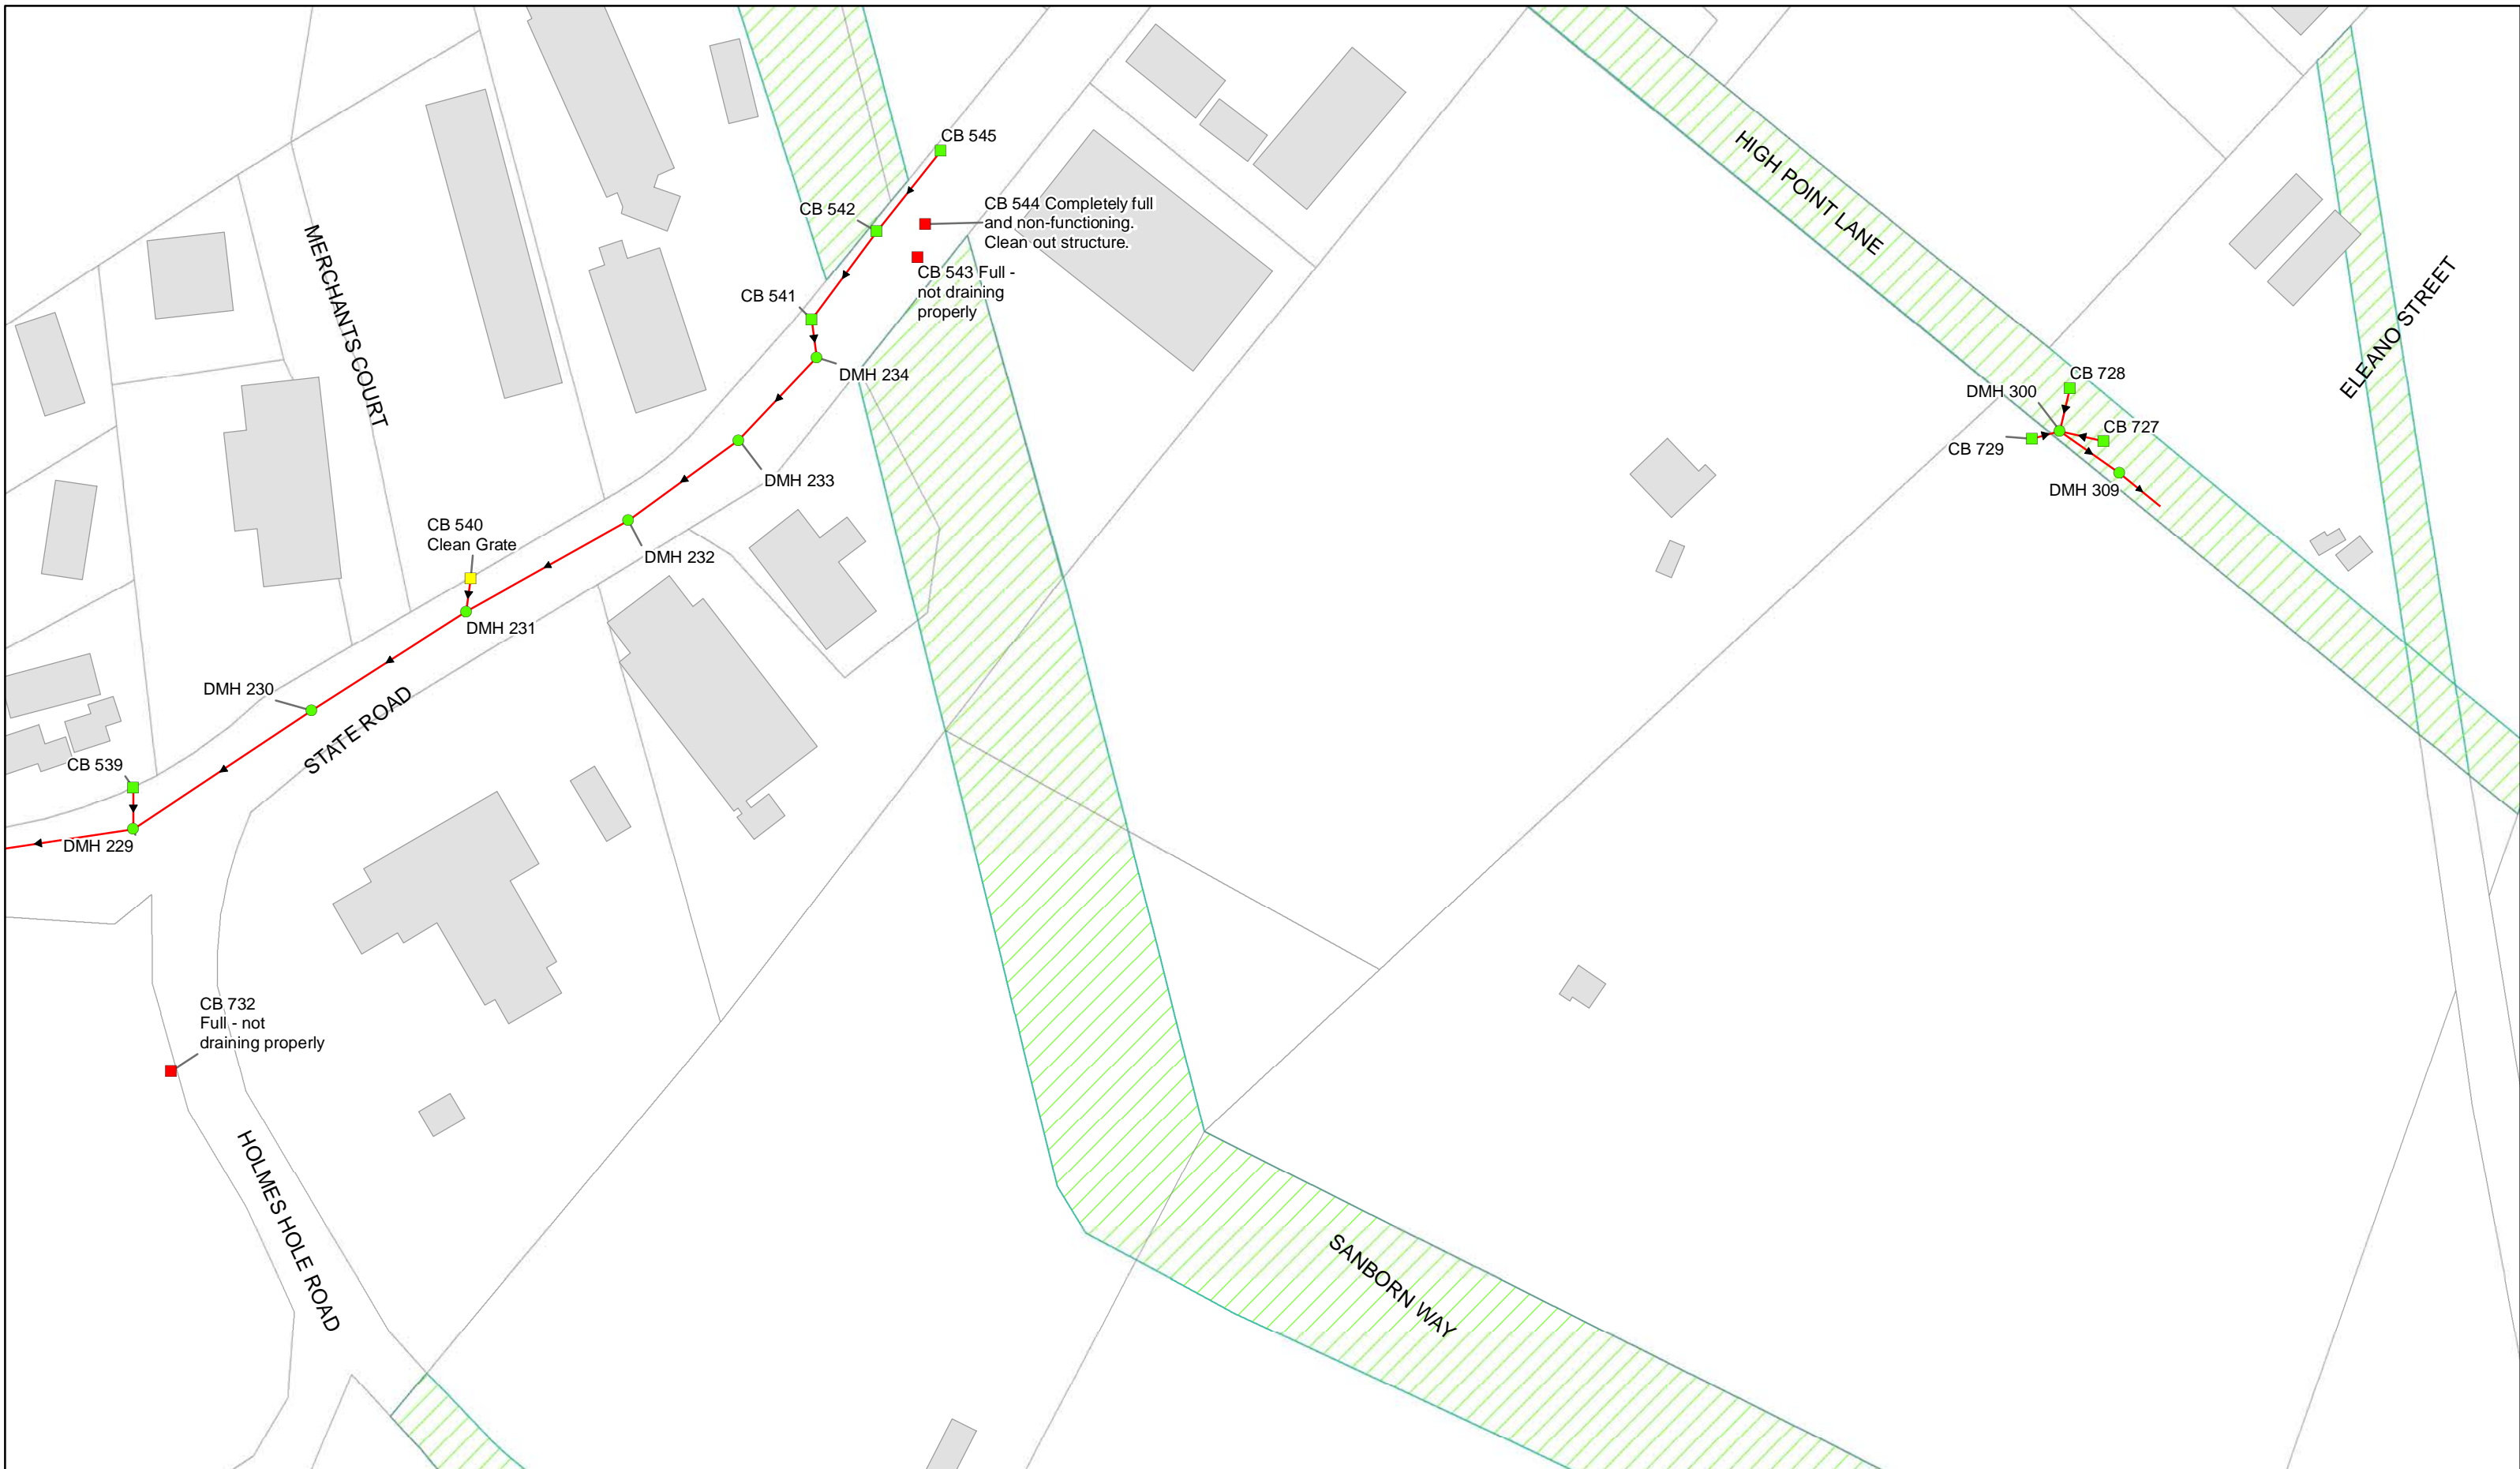 CB 545
CB 542
CB 544 Completely full
and non-functioning.
Clean out structure.
CB 543 Full -
not draining
properly
CB 541
DMH 234
DMH 233
DMH 232
CB 540
Clean Grate
DMH 231
DMH 230
STATE ROAD
CB 539
DMH 229
MERCHANTS COURT
CB 732
Full - not
draining properly
HOLMES HOLE ROAD
SANBORN WAY
HIGH POINT LANE
ELEANO STREET
CB 728
DMH 300
CB 727
CB 729
DMH 309